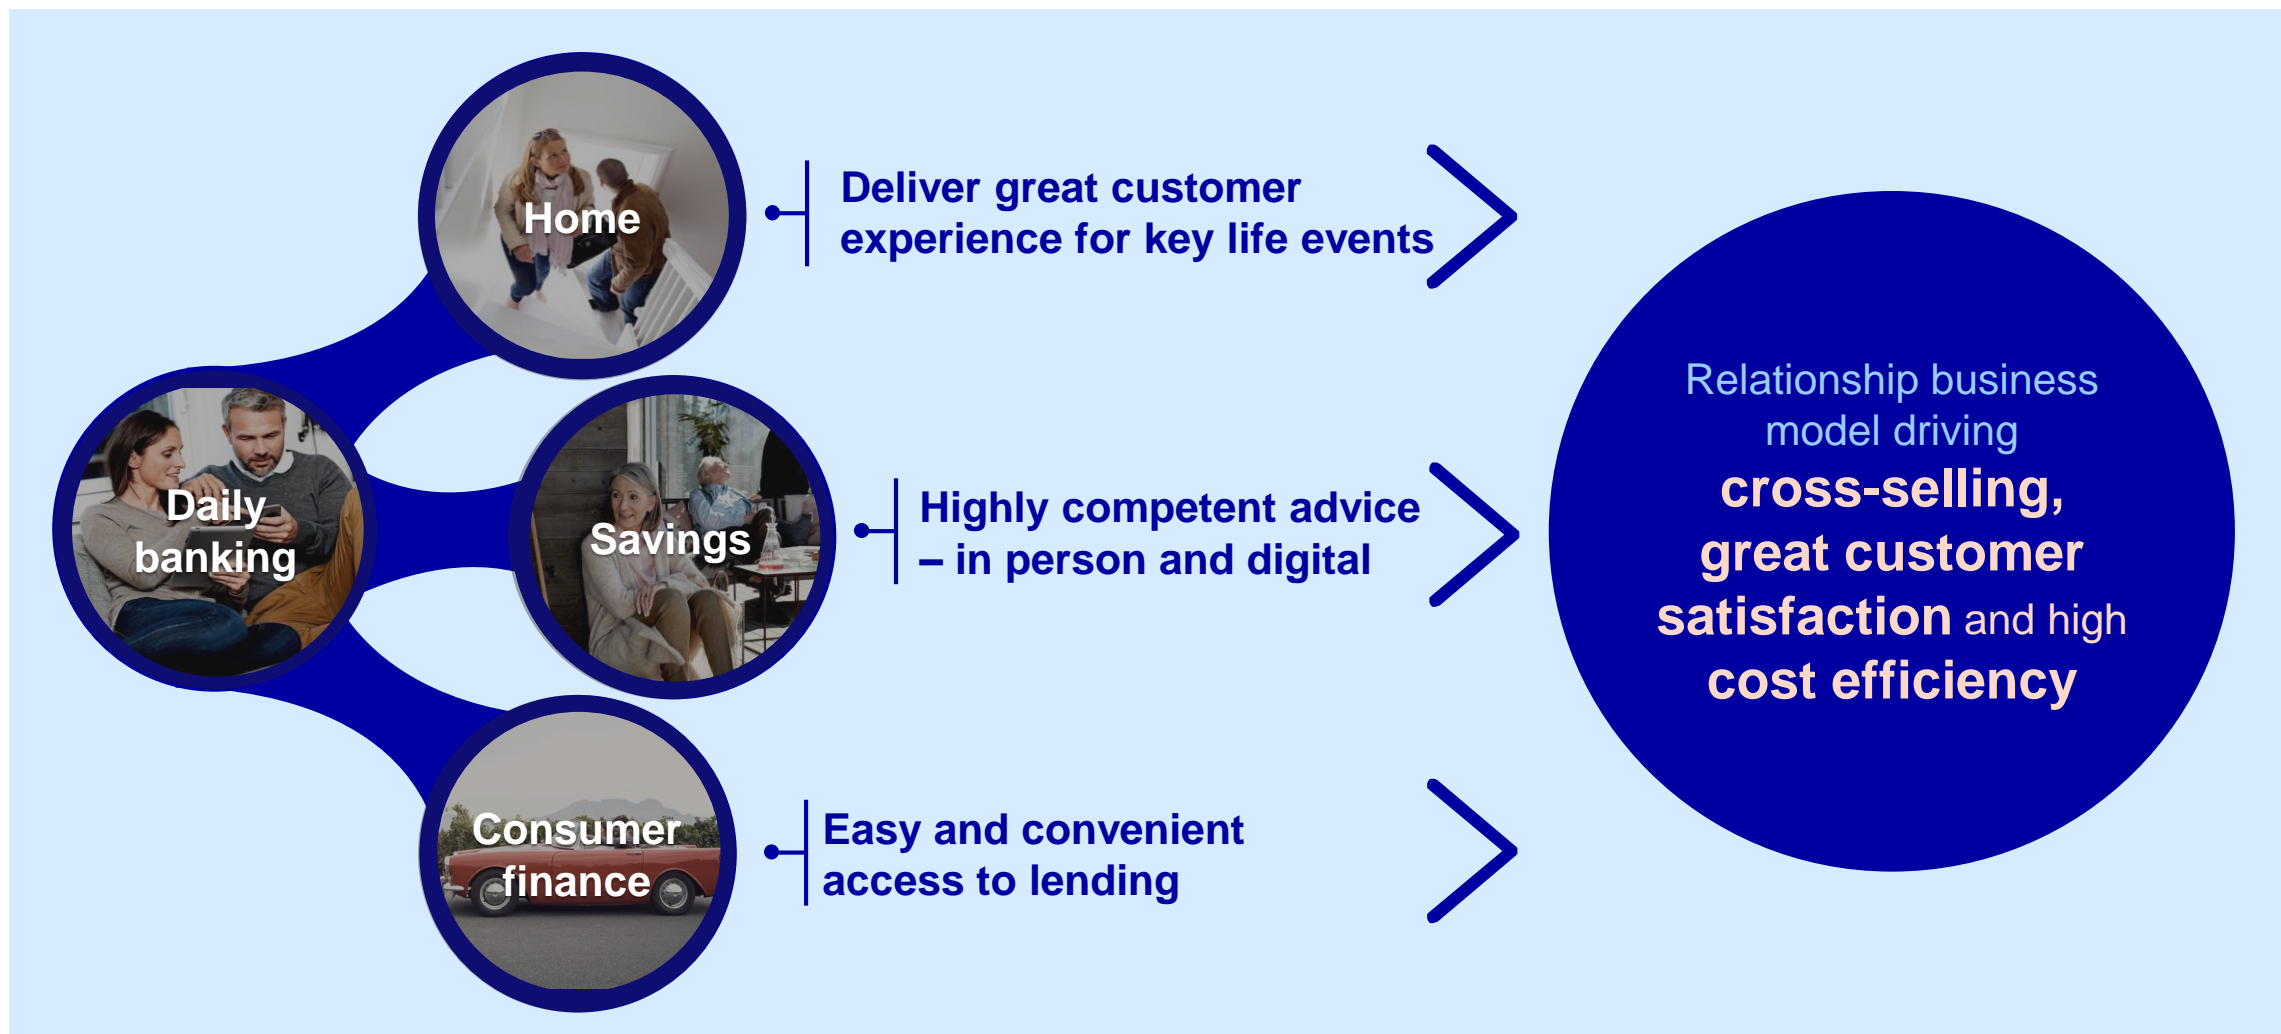 Home
Deliver great customer
experience for key life events
Daily
banking
Savings
Highly competent advice
– in person and digital
Consumer
finance
Easy and convenient
access to lending
Relationship business
model driving
cross-selling,
great customer
satisfaction and high
cost efficiency